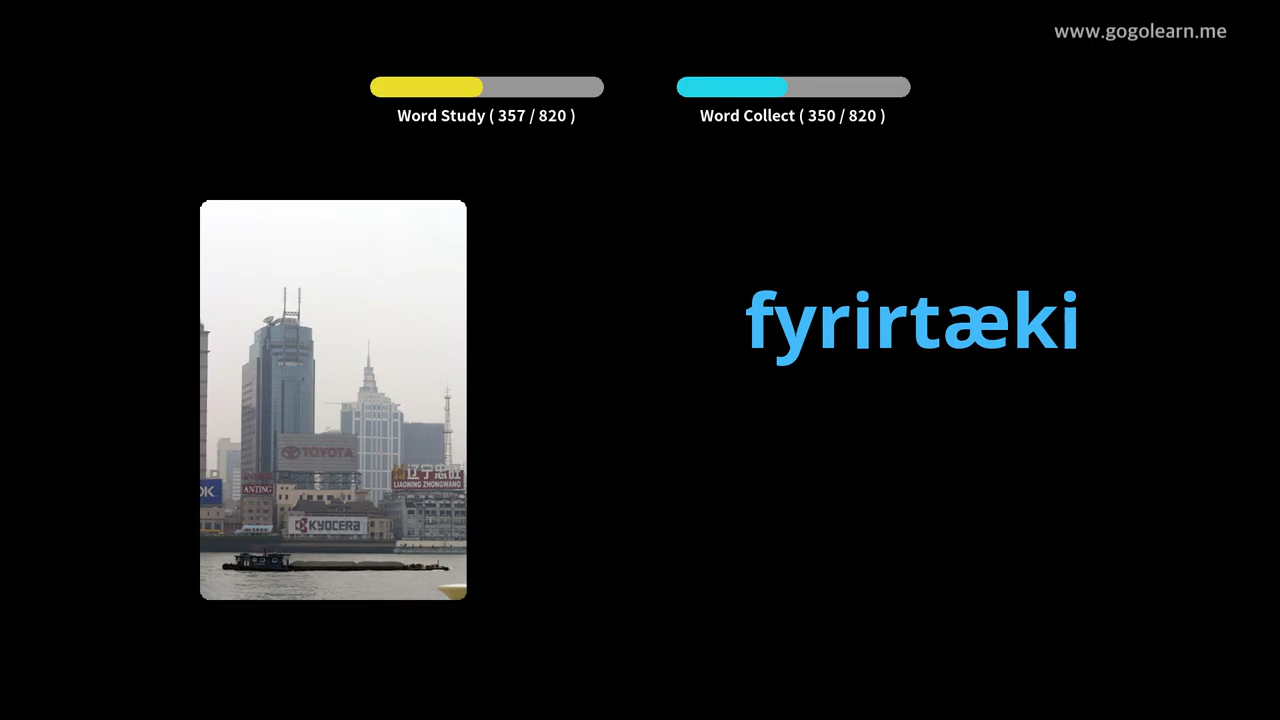 www.gogolearn.me
Word Study ( 357 / 820 )
Word Collect ( 350 / 820 )
fyrirtæki
TOYOTA
辽宁忠旺
LIAONING ZHONGWANG
ANTING
OK
KYOCERA